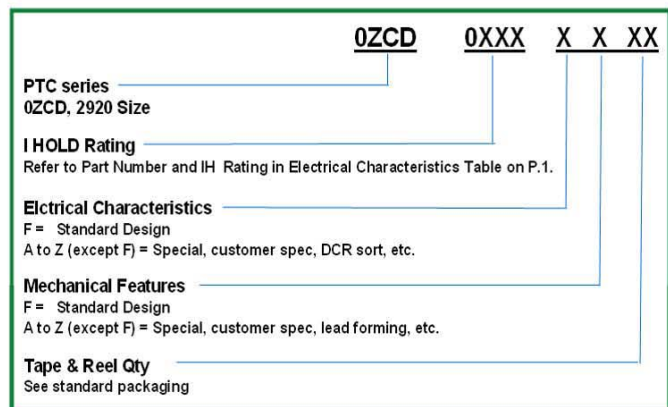 0ZCD 0XXX X X XX
PTC series
0ZCD, 2920 Size
I HOLD Rating
Refer to Part Number and IH Rating in Electrical Characteristics Table on P.1.
Elctrical Characteristics
F = Standard Design
A to Z (except F) = Special, customer spec, DCR sort, etc.
Mechanical Features
F = Standard Design
A to Z (except F) = Special, customer spec, lead forming, etc.
Tape & Reel Qty
See standard packaging